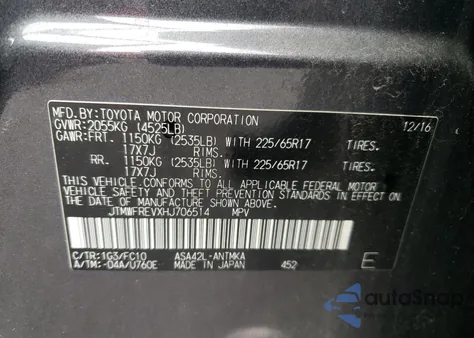 MFD.BY:TOYOTA MOTOR CORPORATION 12/16
GVWR:2055KG (4525LB)
GAWR:FRT. 1150KG (2535LB) WITH 225/65R17 TIRES.
17X7J RIMS.
RR. 1150KG (2535LB) WITH 225/65R17 TIRES.
17X7J RIMS.
THIS VEHICLE CONFORMS TO ALL APPLICABLE FEDERAL MOTOR
VEHICLE SAFETY AND THEFT PREVENTION STANDARDS IN EFFECT ON
THE DATE OF MANUFACTURE SHOWN ABOVE.
JTMWFREVXHJ706514 MPV
C/TR:1G3/FC10 ASA42L-ANTMKA
A/TM:-04A/U760E MADE IN JAPAN 452 E
AutoSnap